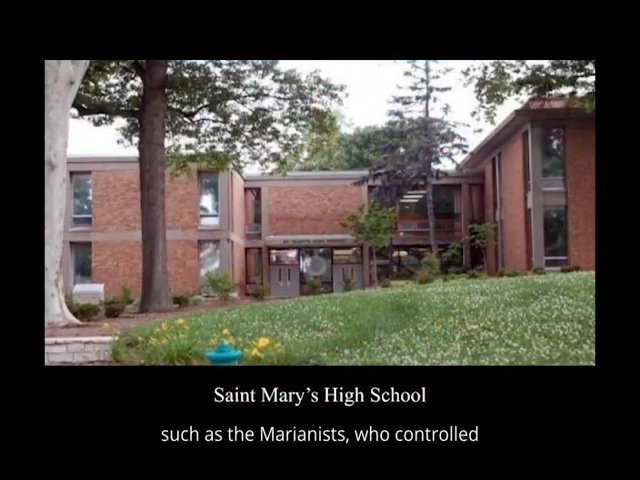 Saint Mary's High School
such as the Marianists, who controlled